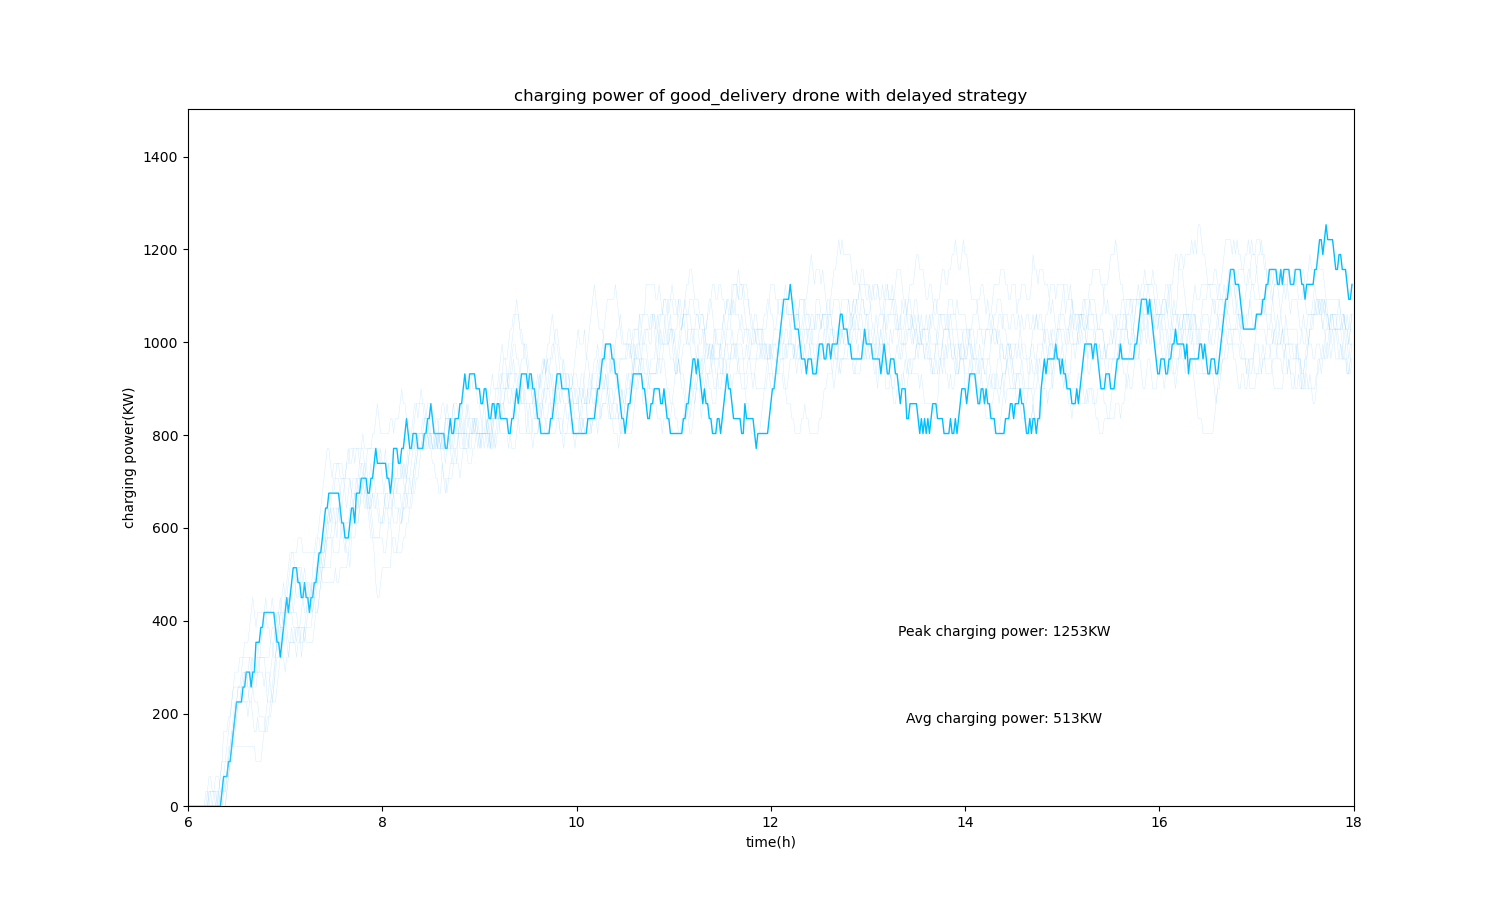 charging power of good_delivery drone with delayed strategy
charging power(KW)
1400
1200
1000
800
600
400
200
0
Peak charging power: 1253KW
Avg charging power: 513KW
6 8 10 12 14 16 18
time(h)